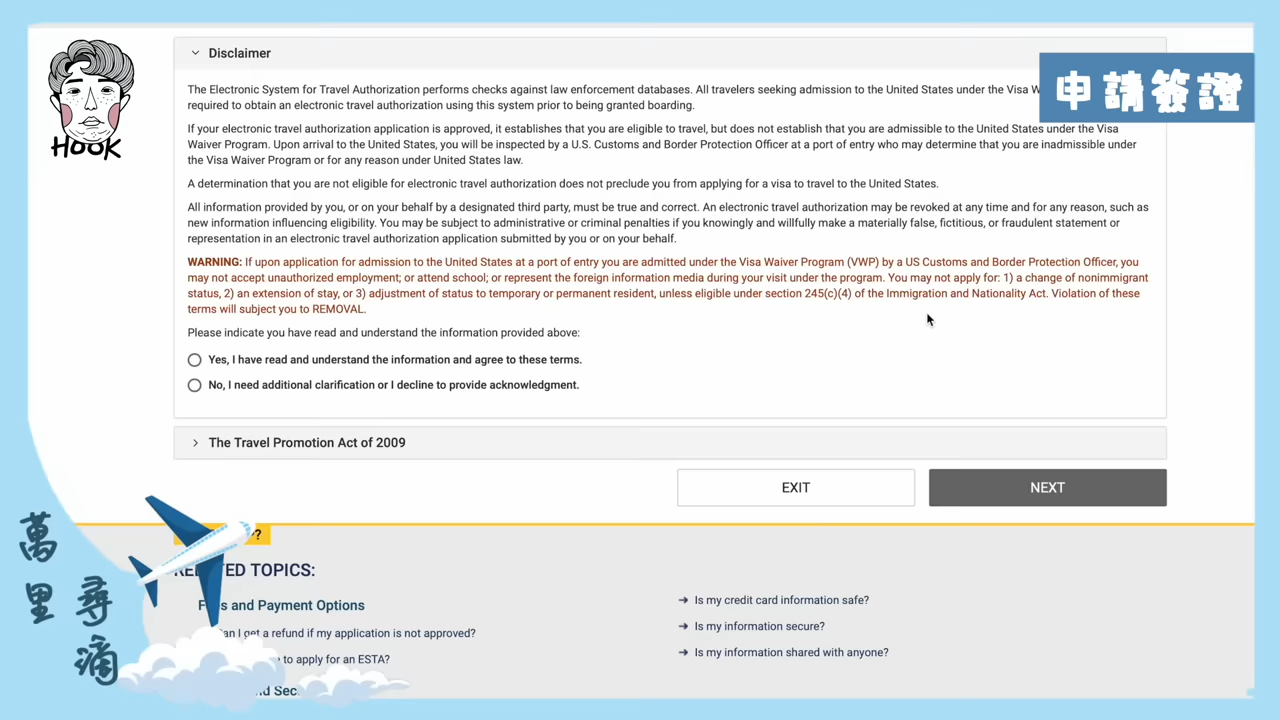 Disclaimer
申請簽證
HOOK
The Electronic System for Travel Authorization performs checks against law enforcement databases. All travelers seeking admission to the United States under the Visa
required to obtain an electronic travel authorization using this system prior to being granted boarding.
If your electronic travel authorization application is approved, it establishes that you are eligible to travel, but does not establish that you are admissible to the United States under the Visa
Waiver Program. Upon arrival to the United States, you will be inspected by a U.S. Customs and Border Protection Officer at a port of entry who may determine that you are inadmissible under
the Visa Waiver Program or for any reason under United States law.
A determination that you are not eligible for electronic travel authorization does not preclude you from applying for a visa to travel to the United States.
All information provided by you, or on your behalf by a designated third party, must be true and correct. An electronic travel authorization may be revoked at any time and for any reason, such as
new information influencing eligibility. You may be subject to administrative or criminal penalties if you knowingly and willfully make a materially false, fictitious, or fraudulent statement or
representation in an electronic travel authorization application submitted by you or on your behalf.
WARNING: If upon application for admission to the United States at a port of entry you are admitted under the Visa Waiver Program (VWP) by a US Customs and Border Protection Officer, you
may not accept unauthorized employment; or attend school; or represent the foreign information media during your visit under the program. You may not apply for: 1) a change of nonimmigrant
status, 2) an extension of stay, or 3) adjustment of status to temporary or permanent resident, unless eligible under section 245(c)(4) of the Immigration and Nationality Act. Violation of these
terms will subject you to REMOVAL.
Please indicate you have read and understand the information provided above:
Yes, I have read and understand the information and agree to these terms.
No, I need additional clarification or I decline to provide acknowledgment.
The Travel Promotion Act of 2009
EXIT
NEXT
?
TOPICS:
and Payment Options
I get a refund if my application is not approved?
to apply for an ESTA?
Is my credit card information safe?
Is my information secure?
Is my information shared with anyone?
萬里
尋滴